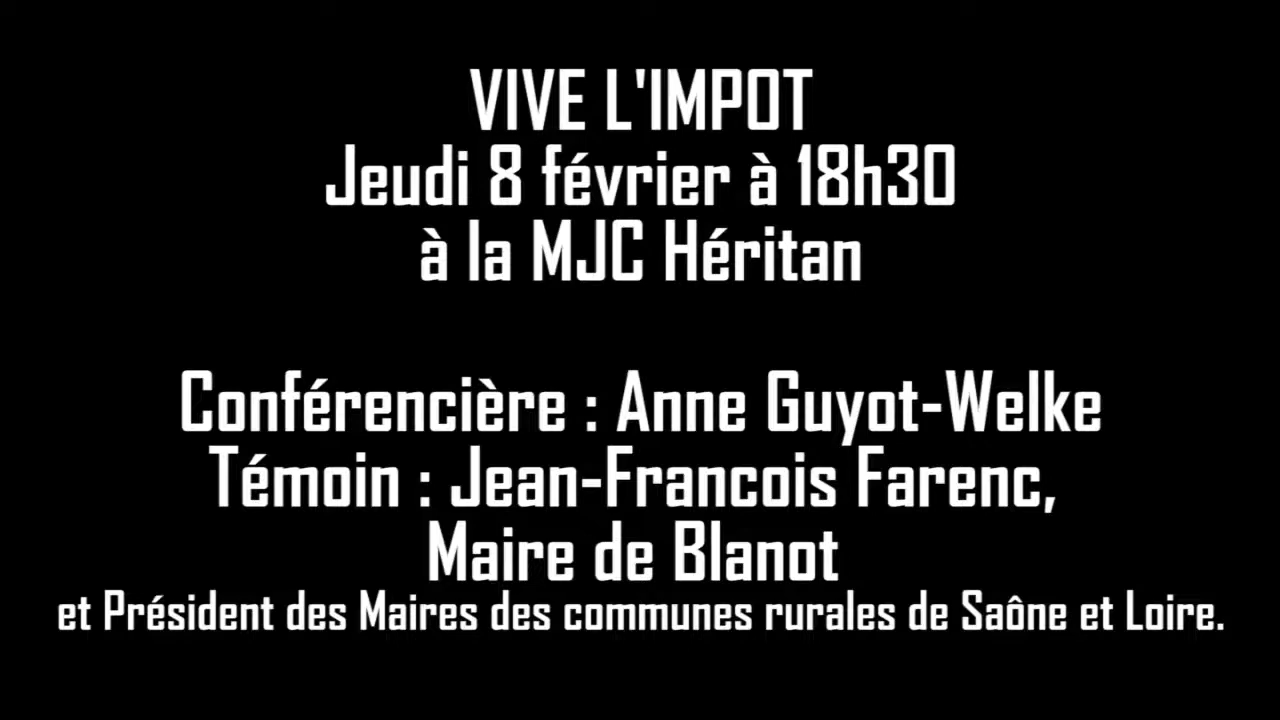 VIVE L'IMPOT
Jeudi 8 février à 18h30
à la MJC Héritan
Conférencière : Anne Guyot-Welke
Témoin : Jean-Francois Farenc,
Maire de Blanot
et Président des Maires des communes rurales de Saône et Loire.